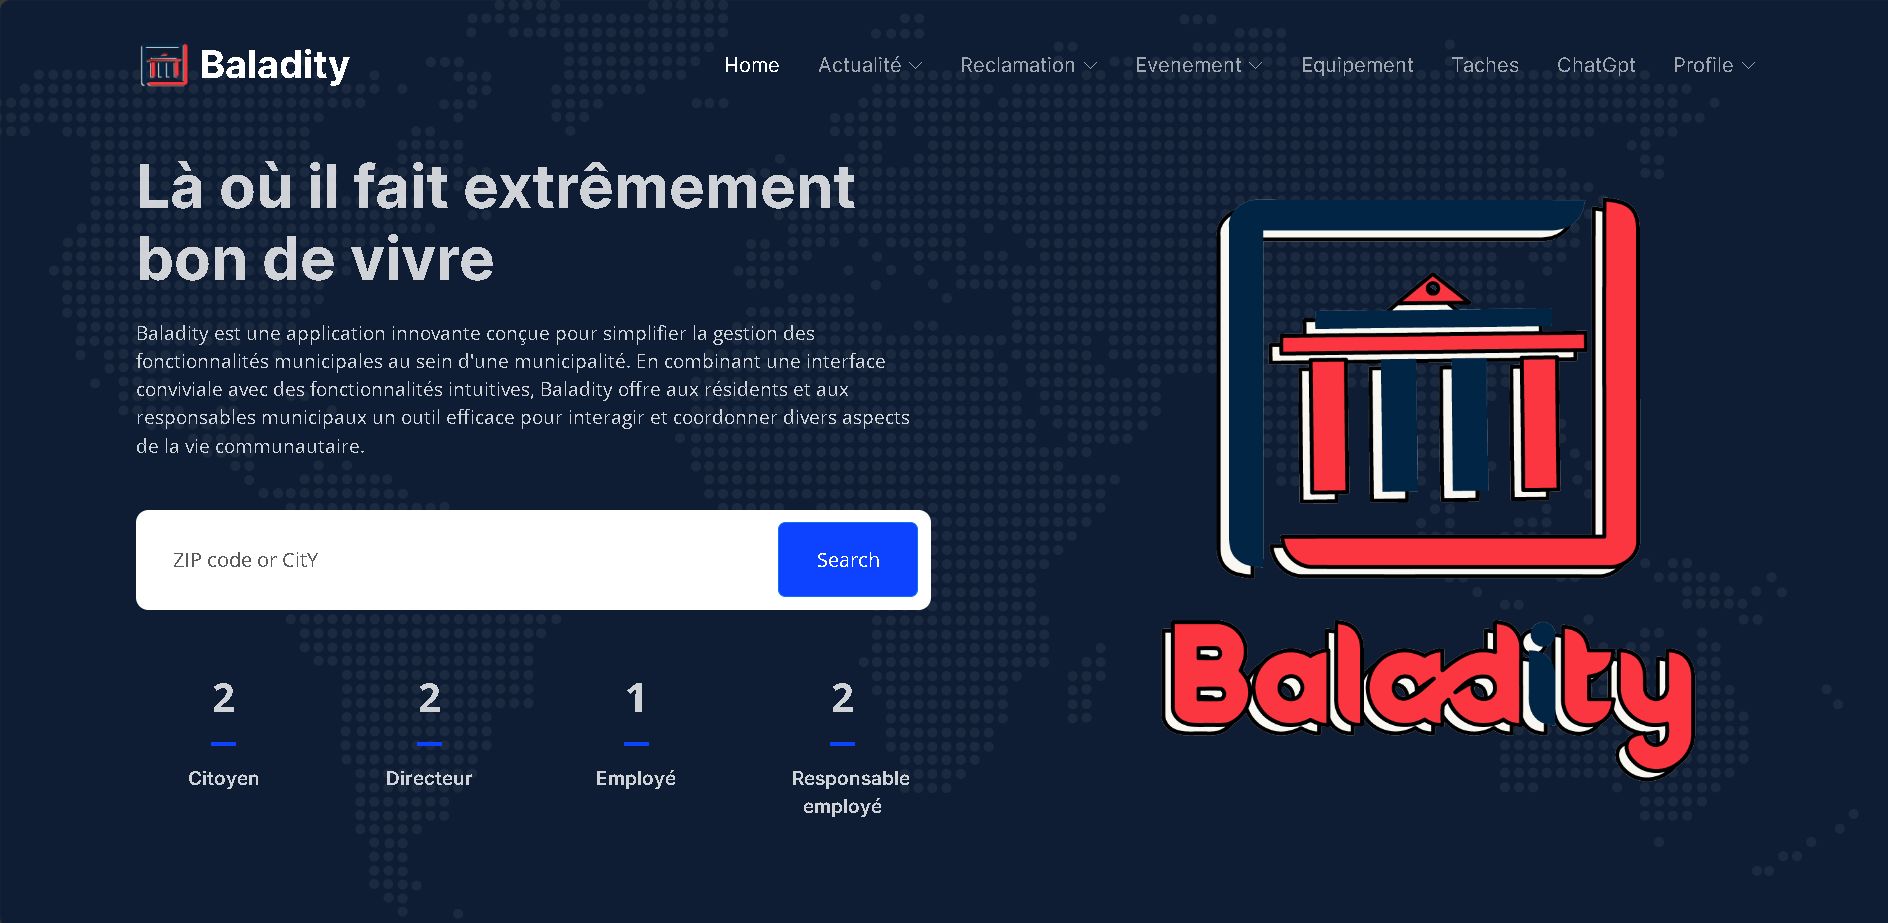 Baladity
Home Actualité Reclamation Evenement Equipement Taches ChatGpt Profile
Là où il fait extrêmement
bon de vivre
Baladity est une application innovante conçue pour simplifier la gestion des
fonctionnalités municipales au sein d'une municipalité. En combinant une interface
conviviale avec des fonctionnalités intuitives, Baladity offre aux résidents et aux
responsables municipaux un outil efficace pour interagir et coordonner divers aspects
de la vie communautaire.
ZIP code or CitY
Search
2 2 1 2
Citoyen Directeur Employé Responsable
employé
Baladity